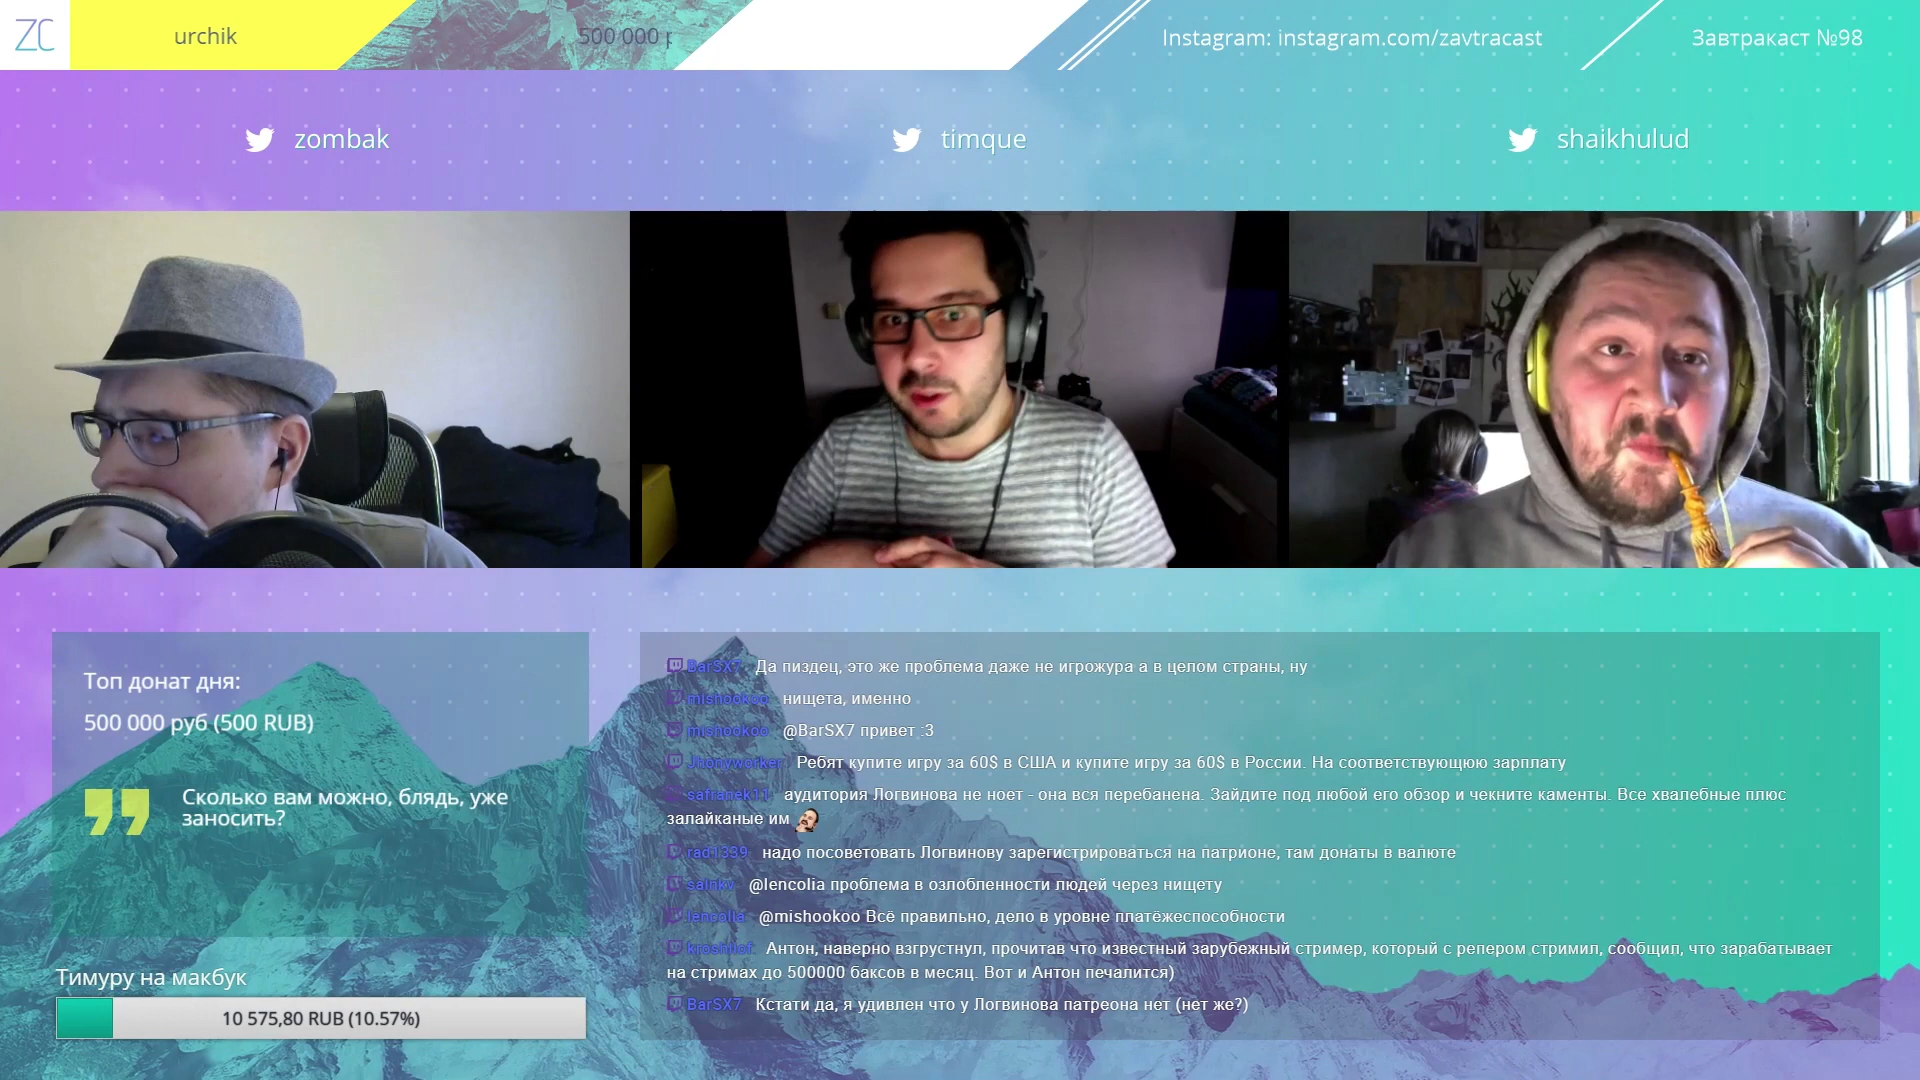 ZC
urchik
500 000 р
Instagram: instagram.com/zavtracast
Завтракаст №98
zombak
timque
shaikhulud
Топ донат дня:
500 000 руб (500 RUB)
Сколько вам можно, блядь, уже
заносить?
Тимуру на макбук
10 575,80 RUB (10.57%)
BarSX7 Да пиздец, это же проблема даже не игрожура а в целом страны, ну
mishookoo нищета, именно
mishookoo @BarSX7 привет :3
Jhonyworker Ребят купите игру за 60$ в США и купите игру за 60$ в России. На соответствующюю зарплату
safranek11 аудитория Логвинова не ноет - она вся перебанена. Зайдите под любой его обзор и чекните каменты. Все хвалебные плюс
залайканые им
rad1339 надо посоветовать Логвинову зарегистрироваться на патрионе, там донаты в валюте
sainkv @lencolia проблема в озлобленности людей через нищету
lencolia @mishookoo Всё правильно, дело в уровне платёжеспособности
Антон, наверно взгрустнул, прочитав что известный зарубежный стример, который с репером стримил, сообщил, что зарабатывает
на стримах до 500000 баксов в месяц. Вот и Антон печалится)
BarSX7 Кстати да, я удивлен что у Логвинова патреона нет (нет же?)